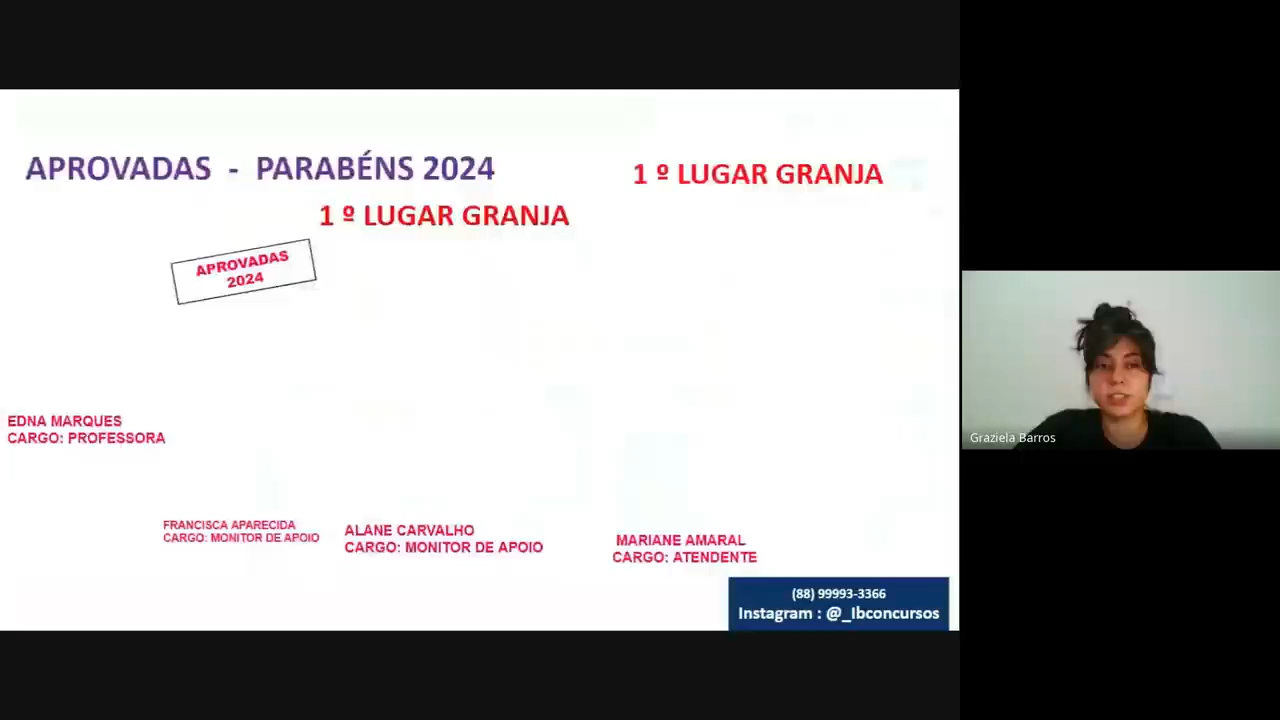 APROVADAS - PARABÉNS 2024
1 º LUGAR GRANJA
1 º LUGAR GRANJA
APROVADAS
2024
EDNA MARQUES
CARGO: PROFESSORA
FRANCISCA APARECIDA
CARGO: MONITOR DE APOIO
ALANE CARVALHO
CARGO: MONITOR DE APOIO
MARIANE AMARAL
CARGO: ATENDENTE
(88) 99993-3366
Instagram : @_Ibconcursos
Graziela Barros